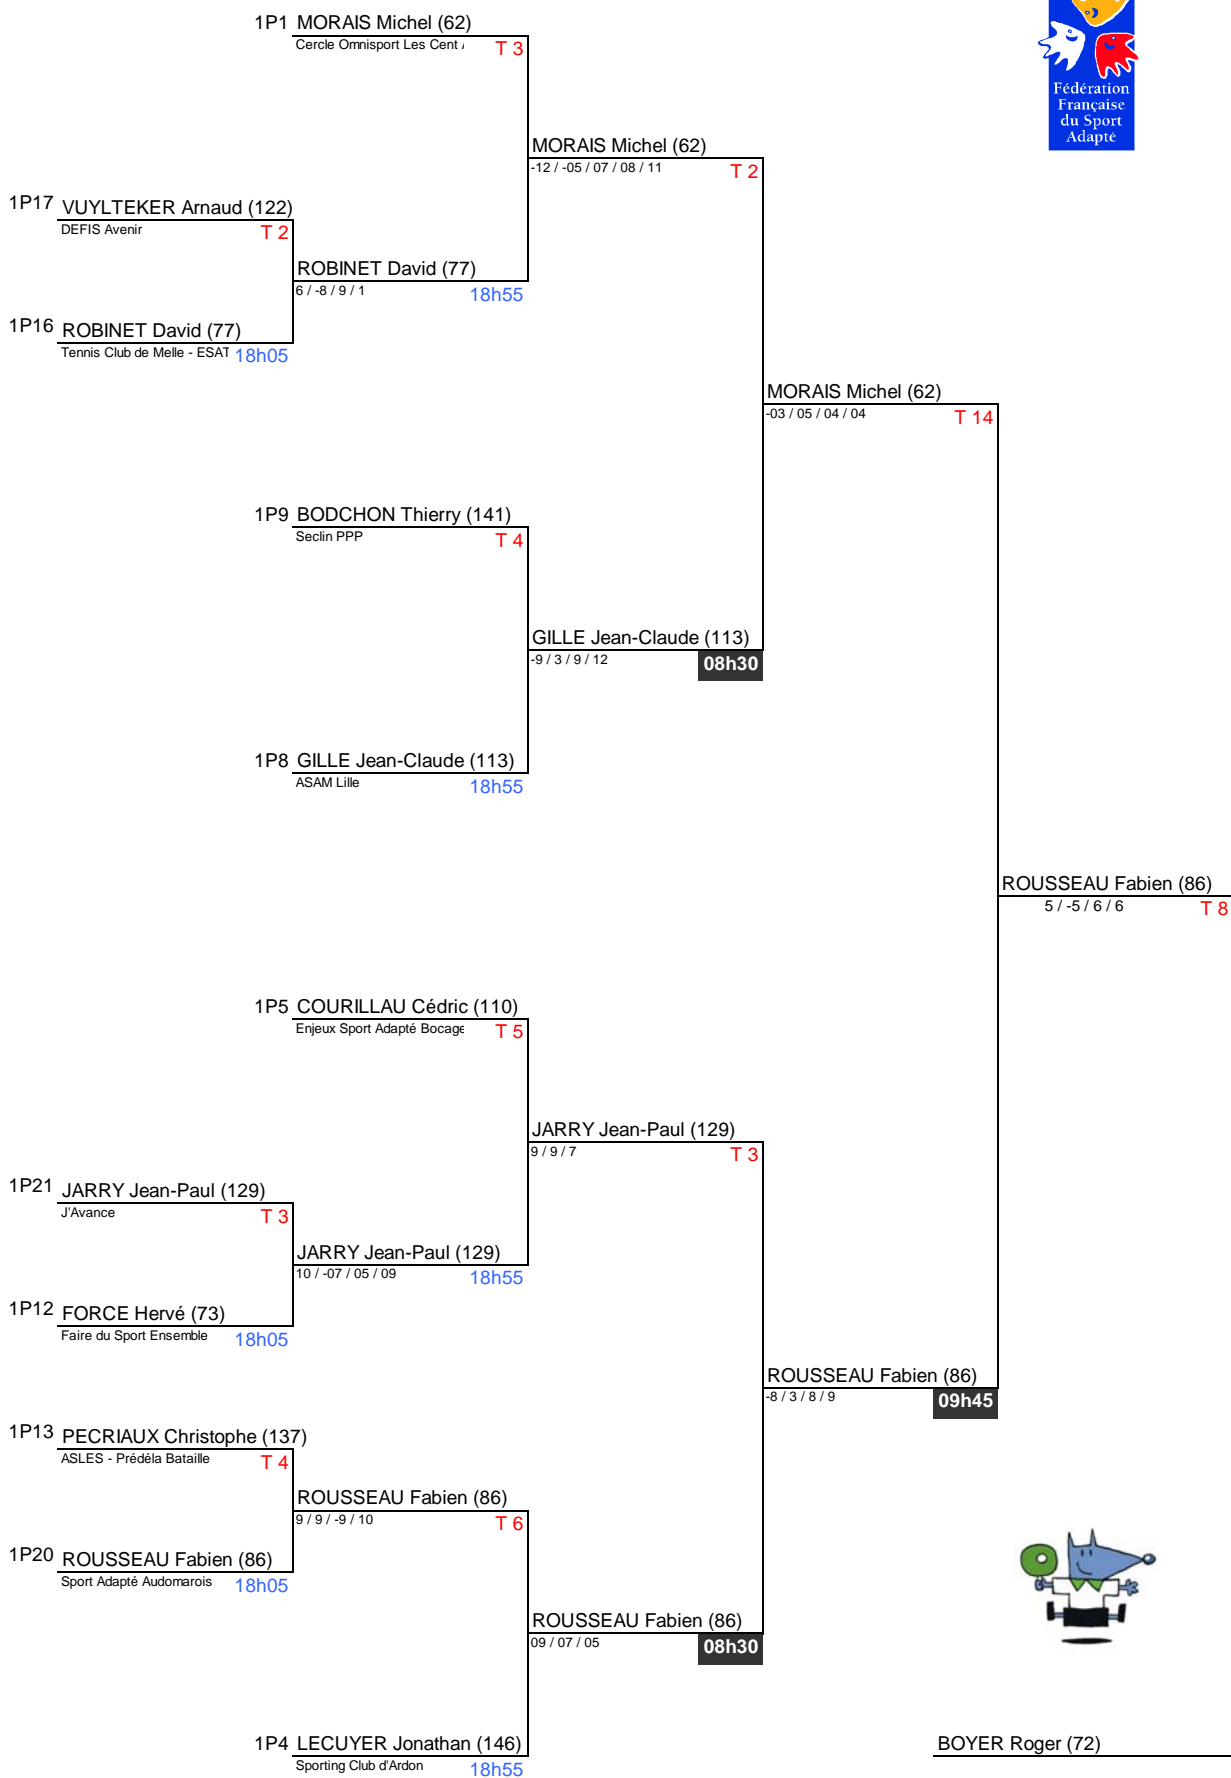 1P1 MORAIS Michel (62)
Cercle Omnisport Les Cent T 3
Fédération
Française
du Sport
Adapté
MORAIS Michel (62)
-12 / -05 / 07 / 08 / 11 T 2
1P17 VUYLTEKER Arnaud (122)
DEFIS Avenir T 2
ROBINET David (77)
6 / -8 / 9 / 1 18h55
1P16 ROBINET David (77)
Tennis Club de Melle - ESAT 18h05
MORAIS Michel (62)
-03 / 05 / 04 / 04 T 14
1P9 BODCHON Thierry (141)
Seclin PPP T 4
GILLE Jean-Claude (113)
-9 / 3 / 9 / 12 08h30
1P8 GILLE Jean-Claude (113)
ASAM Lille 18h55
ROUSSEAU Fabien (86)
5 / -5 / 6 / 6 T 8
1P5 COURILLAU Cédric (110)
Enjeux Sport Adapté Bocage T 5
JARRY Jean-Paul (129)
9 / 9 / 7 T 3
1P21 JARRY Jean-Paul (129)
J'Avance T 3
JARRY Jean-Paul (129)
10 / -07 / 05 / 09 18h55
1P12 FORCE Hervé (73)
Faire du Sport Ensemble 18h05
ROUSSEAU Fabien (86)
-8 / 3 / 8 / 9 09h45
1P13 PECRIAUX Christophe (137)
ASLES - Prédéla Bataille T 4
ROUSSEAU Fabien (86)
9 / 9 / -9 / 10 T 6
1P20 ROUSSEAU Fabien (86)
Sport Adapté Audomarois 18h05
ROUSSEAU Fabien (86)
09 / 07 / 05 08h30
1P4 LECUYER Jonathan (146)
Sporting Club d'Ardon 18h55
BOYER Roger (72)